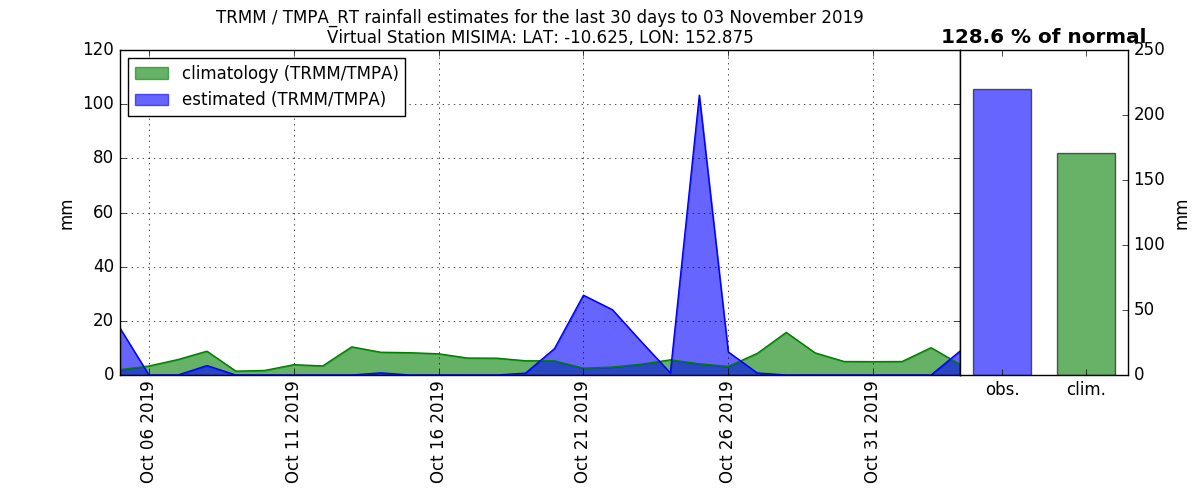 TRMM / TMPA_RT rainfall estimates for the last 30 days to 03 November 2019
Virtual Station MISIMA: LAT: -10.625, LON: 152.875
128.6 % of normal
climatology (TRMM/TMPA)
estimated (TRMM/TMPA)
mm
120
100
80
60
40
20
0
Oct 06 2019
Oct 11 2019
Oct 16 2019
Oct 21 2019
Oct 26 2019
Oct 31 2019
250
200
150
100
50
0
mm
obs.
clim.